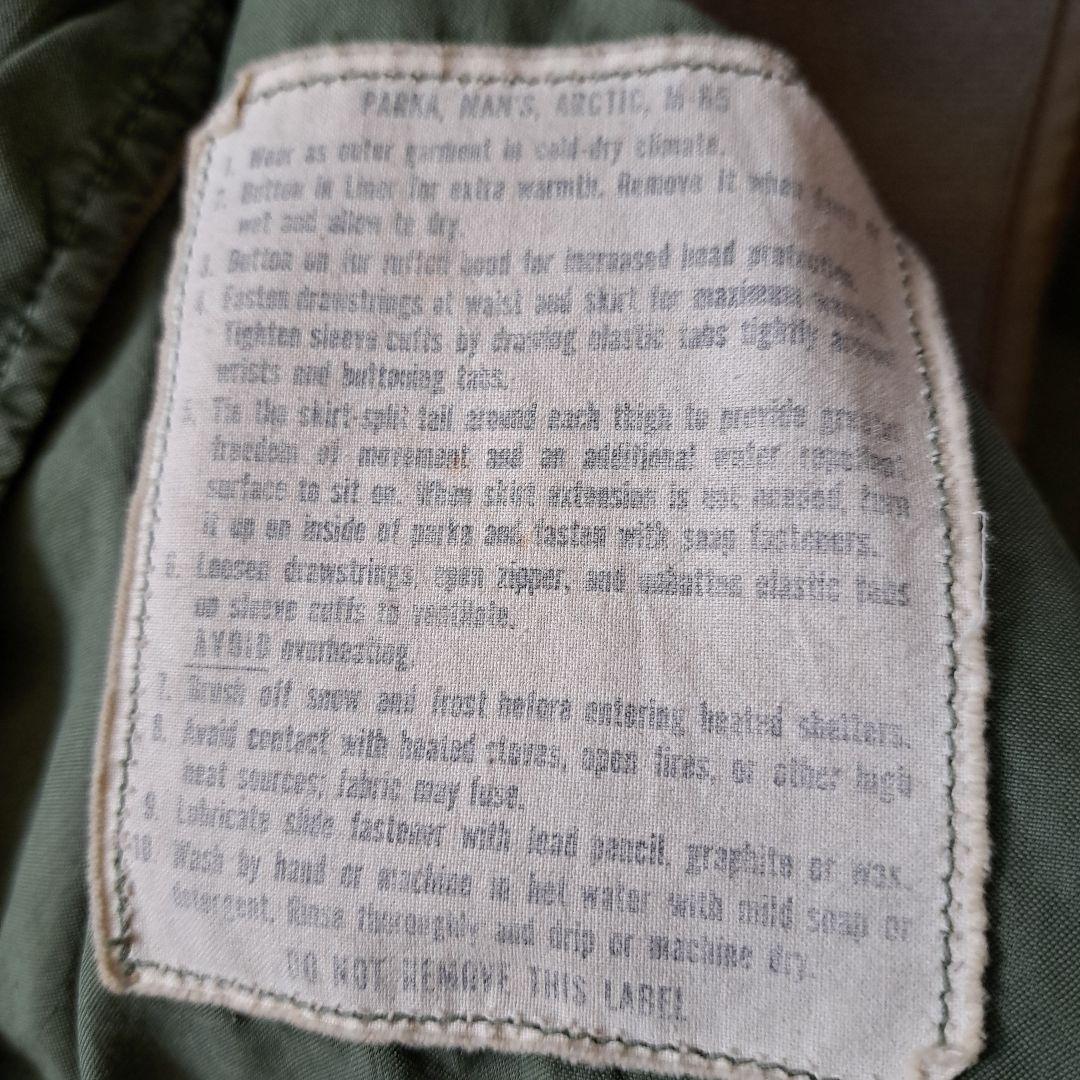 PARKA, MAN'S, ARCTIC, M-65
1. Wear as outer garment in cold-dry climate.
2. Button in Liner for extra warmth. Remove it when
wet and allow to dry.
3. Button on fur ruffed hood for increased head protection.
4. Fasten drawstrings at waist and skirt for maximum
Tighten sleeve cuffs by drawing elastic tabs tightly around
wrists and buttoning tabs.
5. Tie the skirt-split tail around each thigh to provide greater
freedom of movement and an additional water repellent
surface to sit on. When skirt extension is not needed, turn
it up on inside of parka and fasten with snap fasteners.
6. Loosen drawstrings, open zipper, and unbutton elastic tabs
on sleeve cuffs to ventilate.
AVOID overheating.
7. Brush off snow and frost before entering heated shelters.
8. Avoid contact with heated stoves, open fires, or other high
heat sources; fabric may fuse.
9. Lubricate slide fastener with lead pencil, graphite or wax.
10. Wash by hand or machine in hot water with mild soap or
detergent. Rinse thoroughly and drip or machine dry.
DO NOT REMOVE THIS LABEL